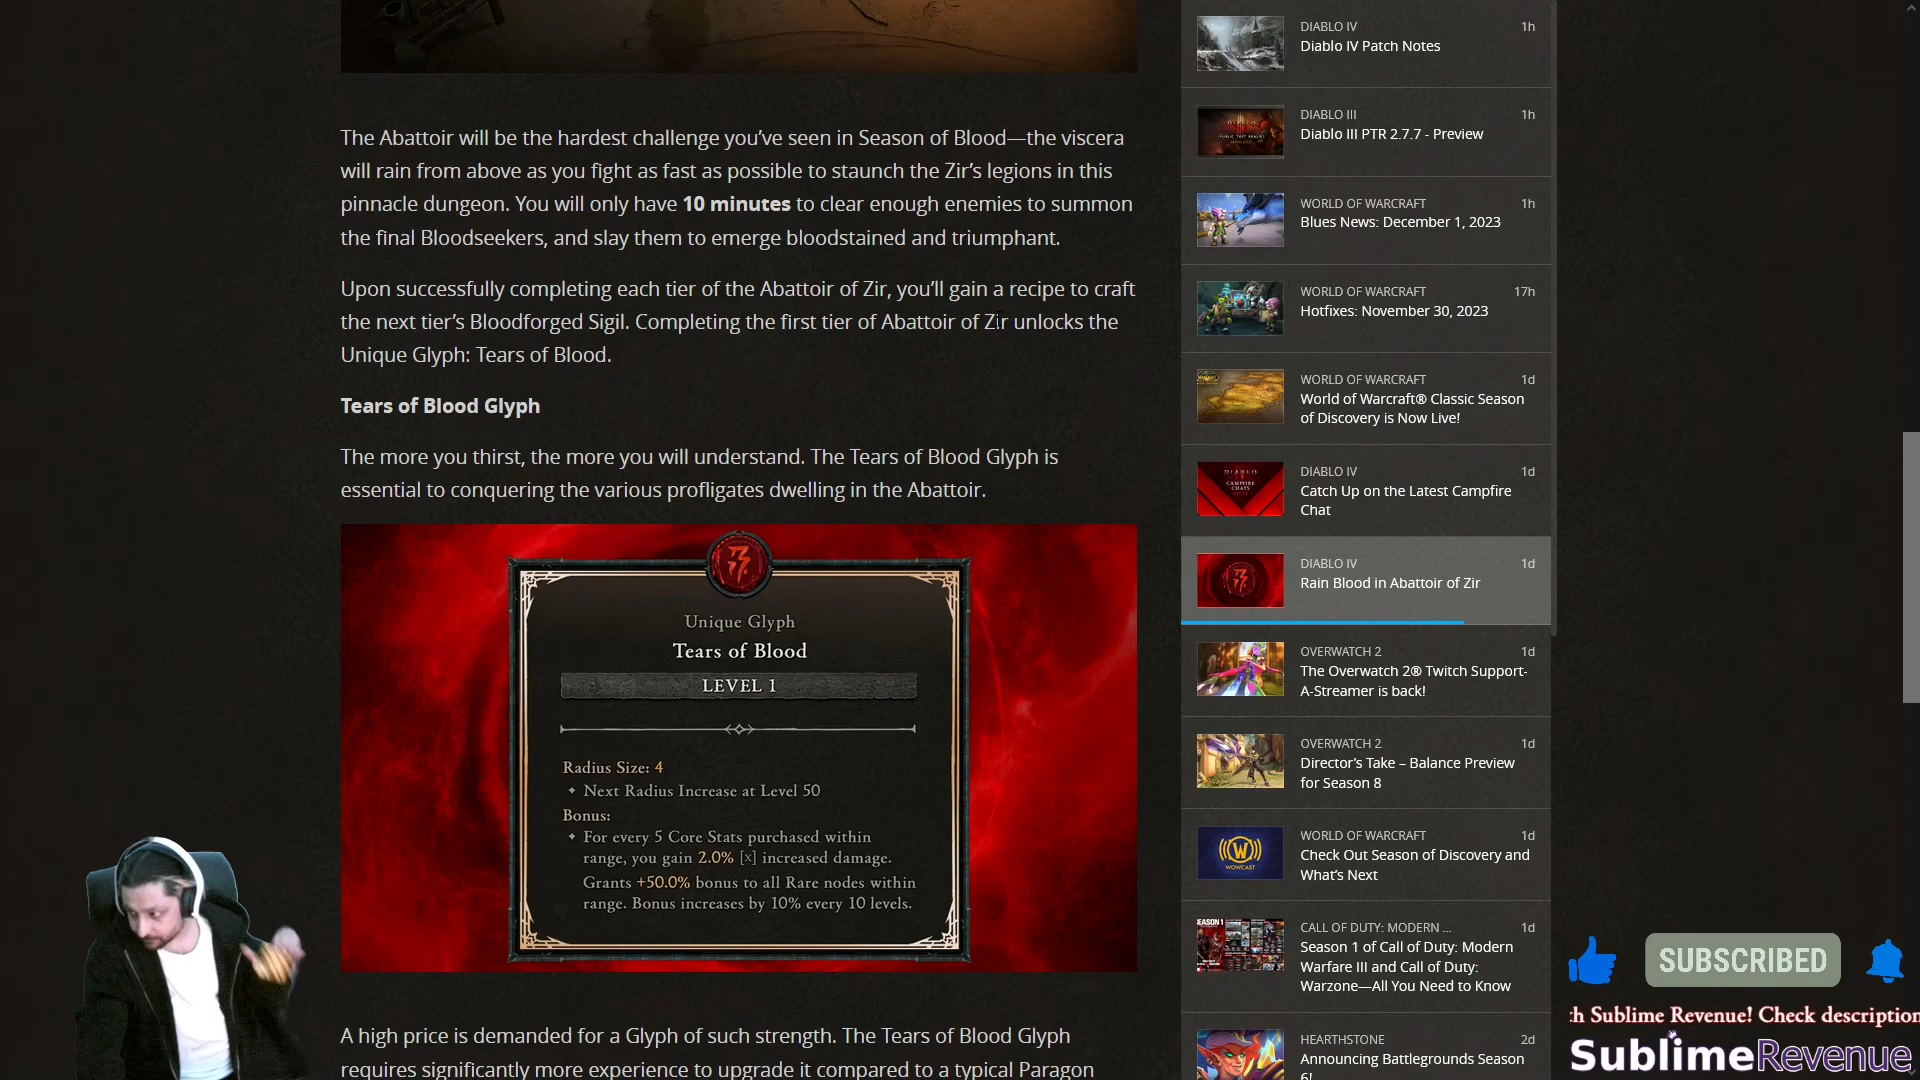 The Abattoir will be the hardest challenge you’ve seen in Season of Blood—the viscera
will rain from above as you fight as fast as possible to staunch the Zir’s legions in this
pinnacle dungeon. You will only have 10 minutes to clear enough enemies to summon
the final Bloodseekers, and slay them to emerge bloodstained and triumphant.
Upon successfully completing each tier of the Abattoir of Zir, you’ll gain a recipe to craft
the next tier’s Bloodforged Sigil. Completing the first tier of Abattoir of Zir unlocks the
Unique Glyph: Tears of Blood.
Tears of Blood Glyph
The more you thirst, the more you will understand. The Tears of Blood Glyph is
essential to conquering the various profligates dwelling in the Abattoir.
Unique Glyph
Tears of Blood
LEVEL 1
Radius Size: 4
Next Radius Increase at Level 50
Bonus:
For every 5 Core Stats purchased within
range, you gain 2.0% [x] increased damage.
Grants +50.0% bonus to all Rare nodes within
range. Bonus increases by 10% every 10 levels.
A high price is demanded for a Glyph of such strength. The Tears of Blood Glyph
requires significantly more experience to upgrade it compared to a typical Paragon
DIABLO IV 1h
Diablo IV Patch Notes
DIABLO III 1h
Diablo III PTR 2.7.7 - Preview
WORLD OF WARCRAFT 1h
Blues News: December 1, 2023
WORLD OF WARCRAFT 17h
Hotfixes: November 30, 2023
WORLD OF WARCRAFT 1d
World of Warcraft® Classic Season
of Discovery is Now Live!
DIABLO IV 1d
Catch Up on the Latest Campfire
Chat
DIABLO
CAMPFIRE
CHATS
DIABLO IV 1d
Rain Blood in Abattoir of Zir
OVERWATCH 2 1d
The Overwatch 2® Twitch Support-
A-Streamer is back!
OVERWATCH 2 1d
Director’s Take – Balance Preview
for Season 8
WORLD OF WARCRAFT 1d
Check Out Season of Discovery and
What’s Next
WOWCAST
CALL OF DUTY: MODERN ... 1d
Season 1 of Call of Duty: Modern
Warfare III and Call of Duty:
Warzone—All You Need to Know
HEARTHSTONE 2d
Announcing Battlegrounds Season
6!
SUBSCRIBED
h Sublime Revenue! Check description
SublimeRevenue